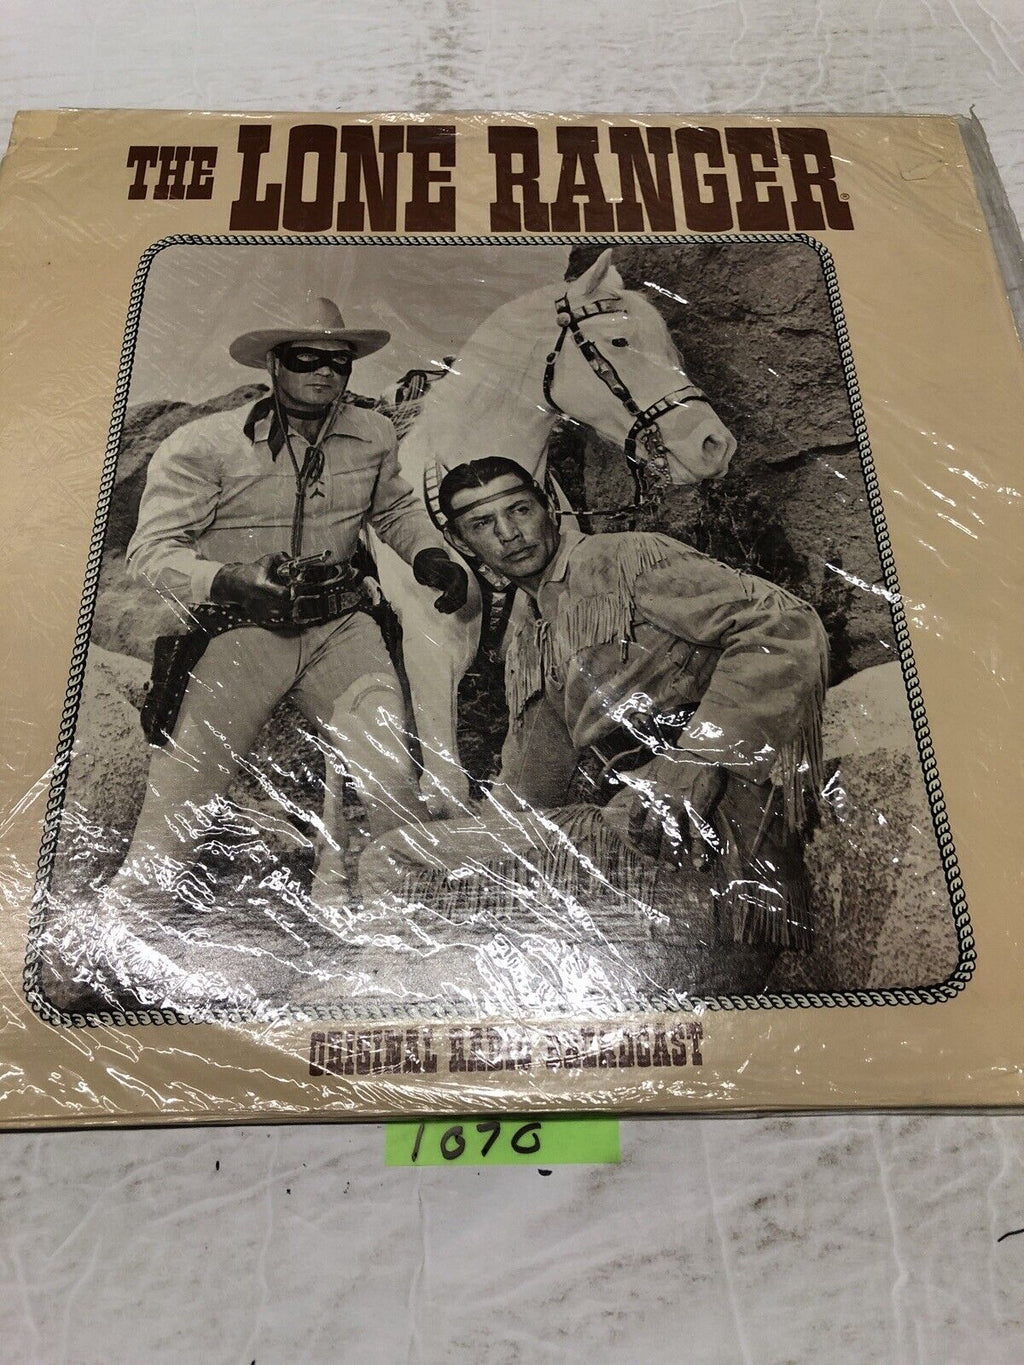 THE LONE RANGER®
ORIGINAL RADIO BROADCAST
1070